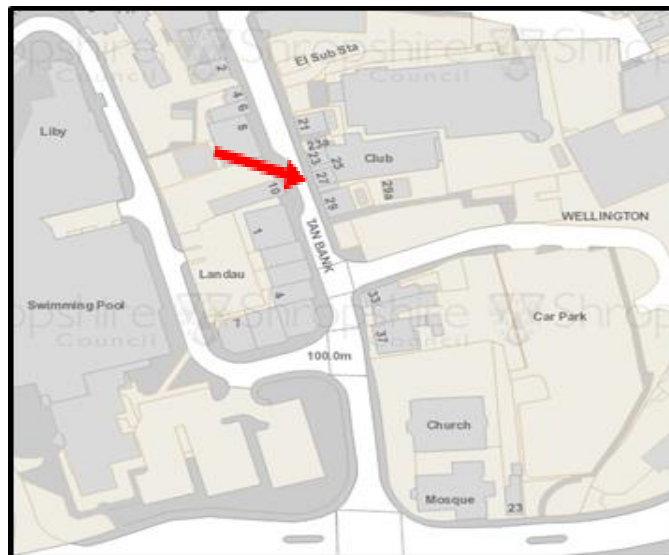 Shropshire
Council
Shropshire
Council
El Sub Sta
2
4
6
8
21
23a
23
25
27
29
Club
29a
Liby
10
TAN BANK
WELLINGTON
1
Landau
4
7
Swimming Pool
Shropshire
Shropshire
33
37
Car Park
100.0m
Church
Mosque
23